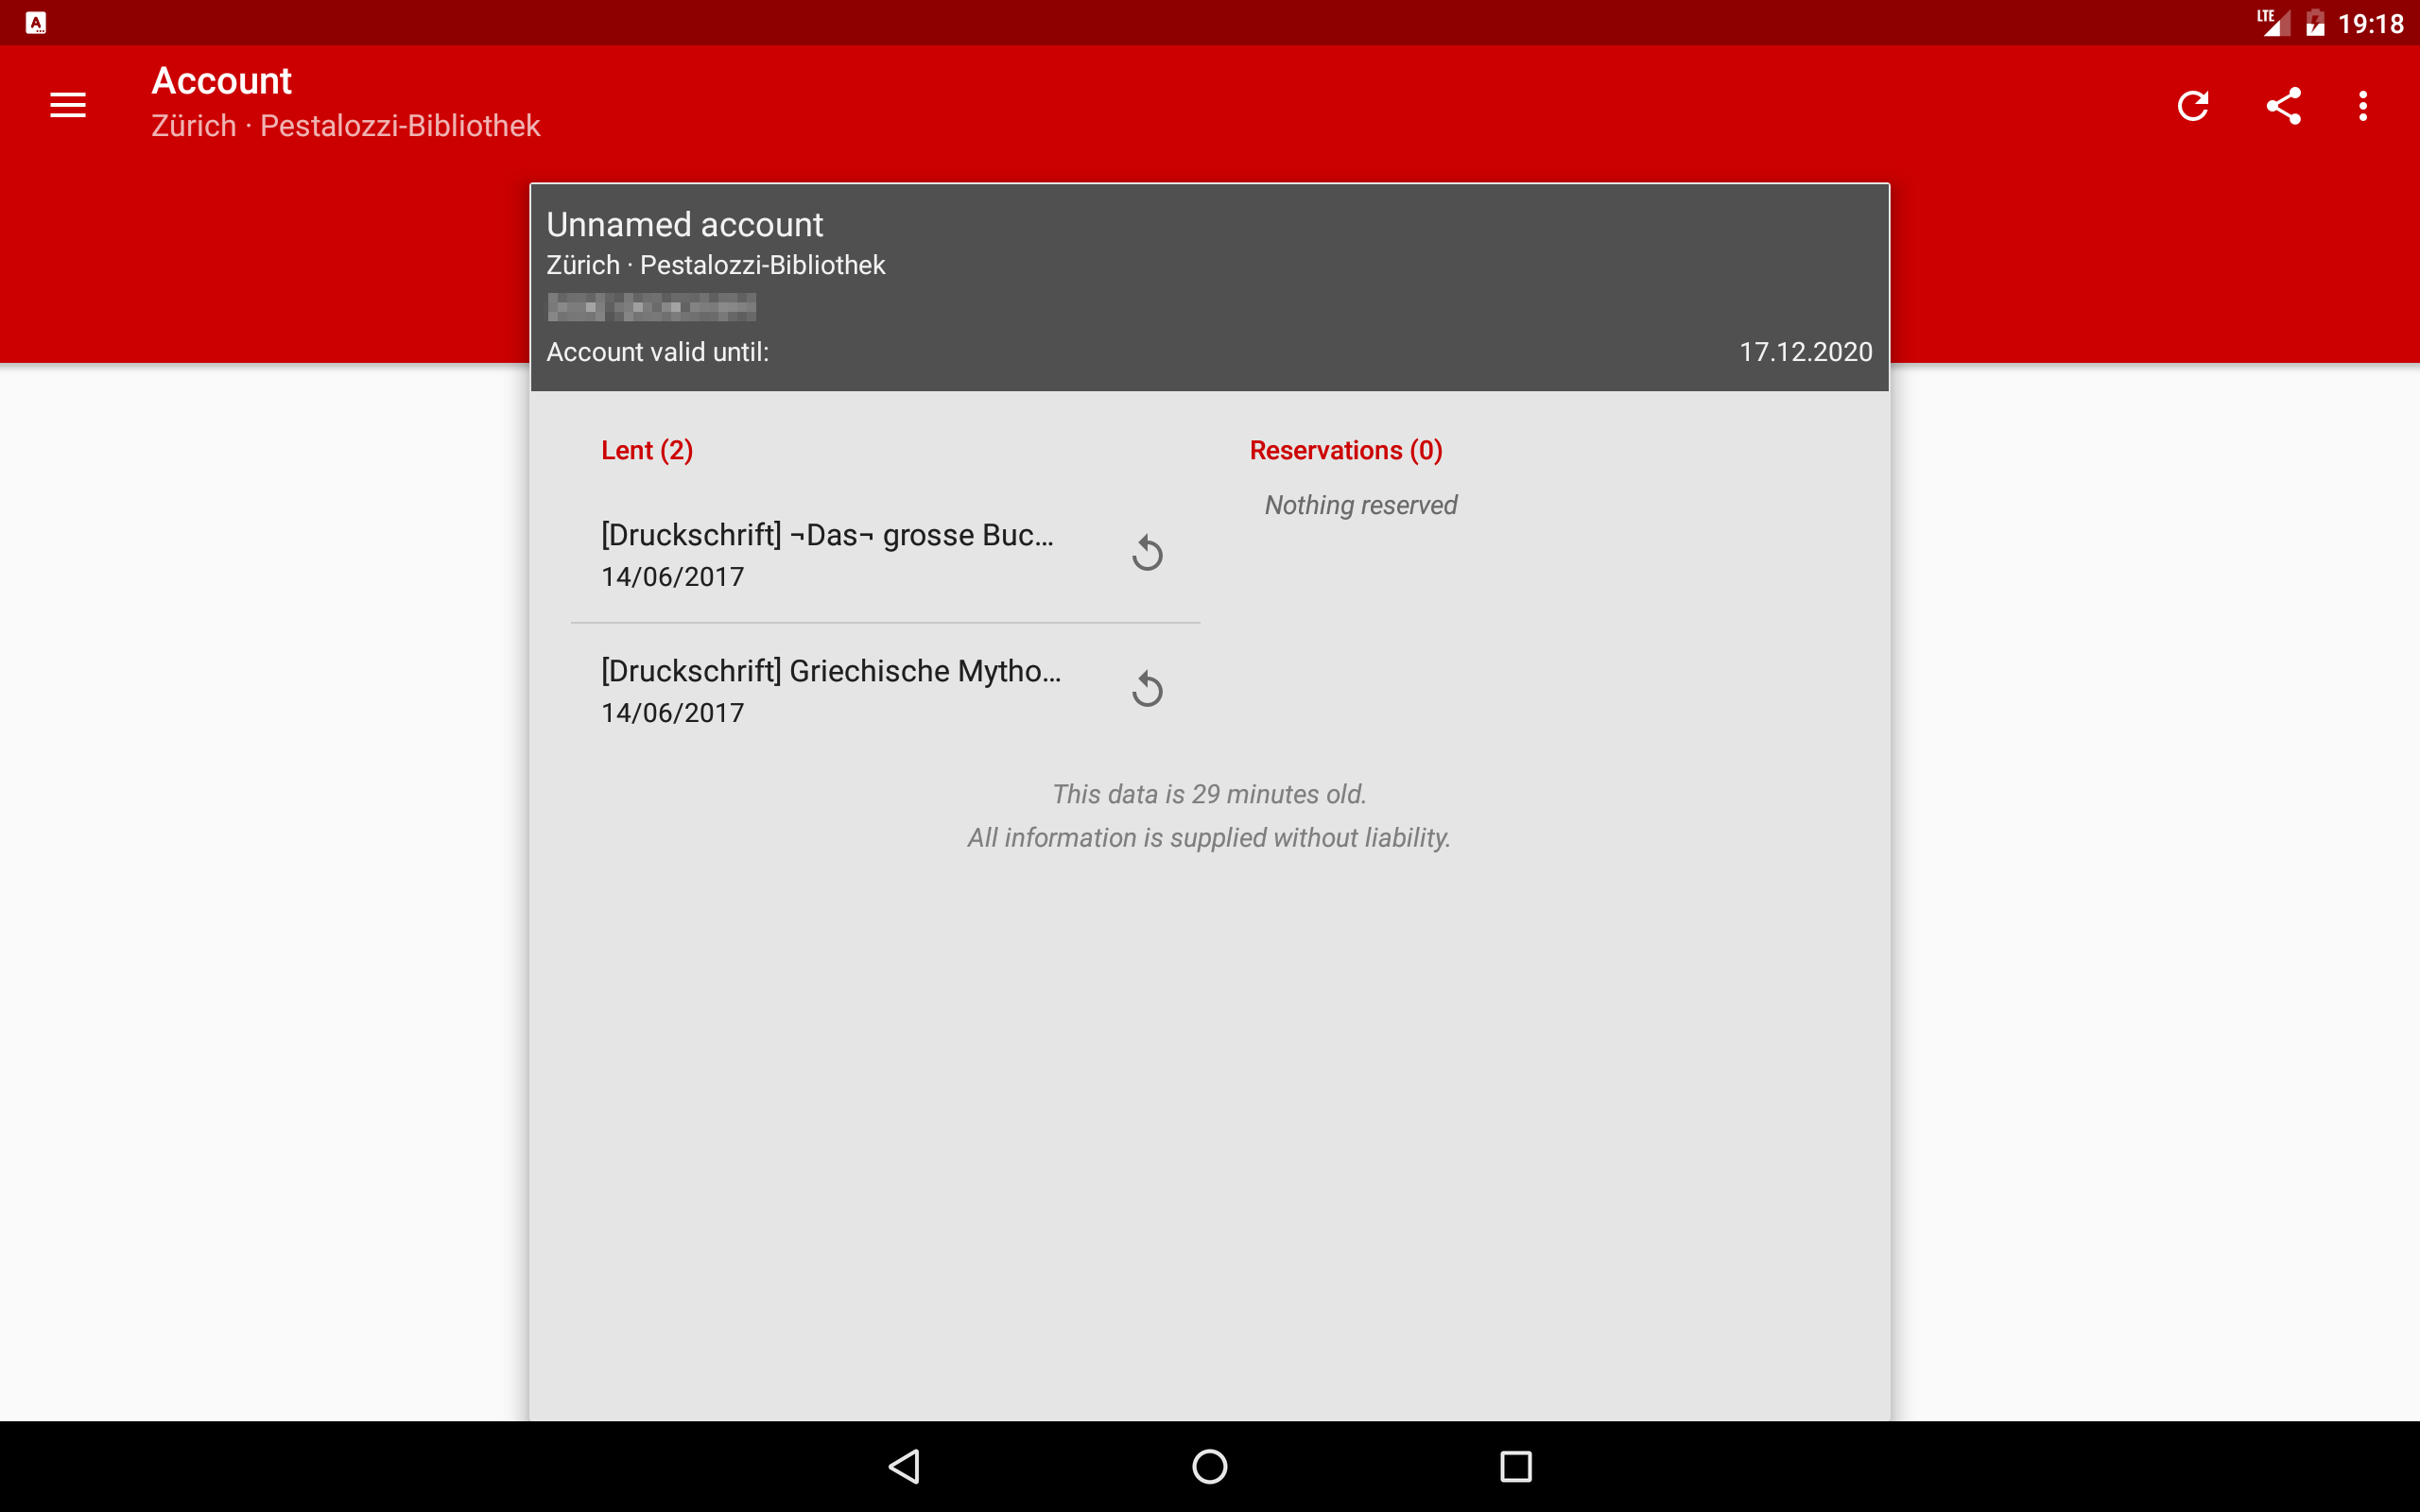 LTE 19:18
Account
Zürich · Pestalozzi-Bibliothek
Unnamed account
Zürich · Pestalozzi-Bibliothek
Account valid until: 17.12.2020
Lent (2)
[Druckschrift] ¬Das¬ grosse Buc...
14/06/2017
[Druckschrift] Griechische Mytho...
14/06/2017
Reservations (0)
Nothing reserved
This data is 29 minutes old.
All information is supplied without liability.